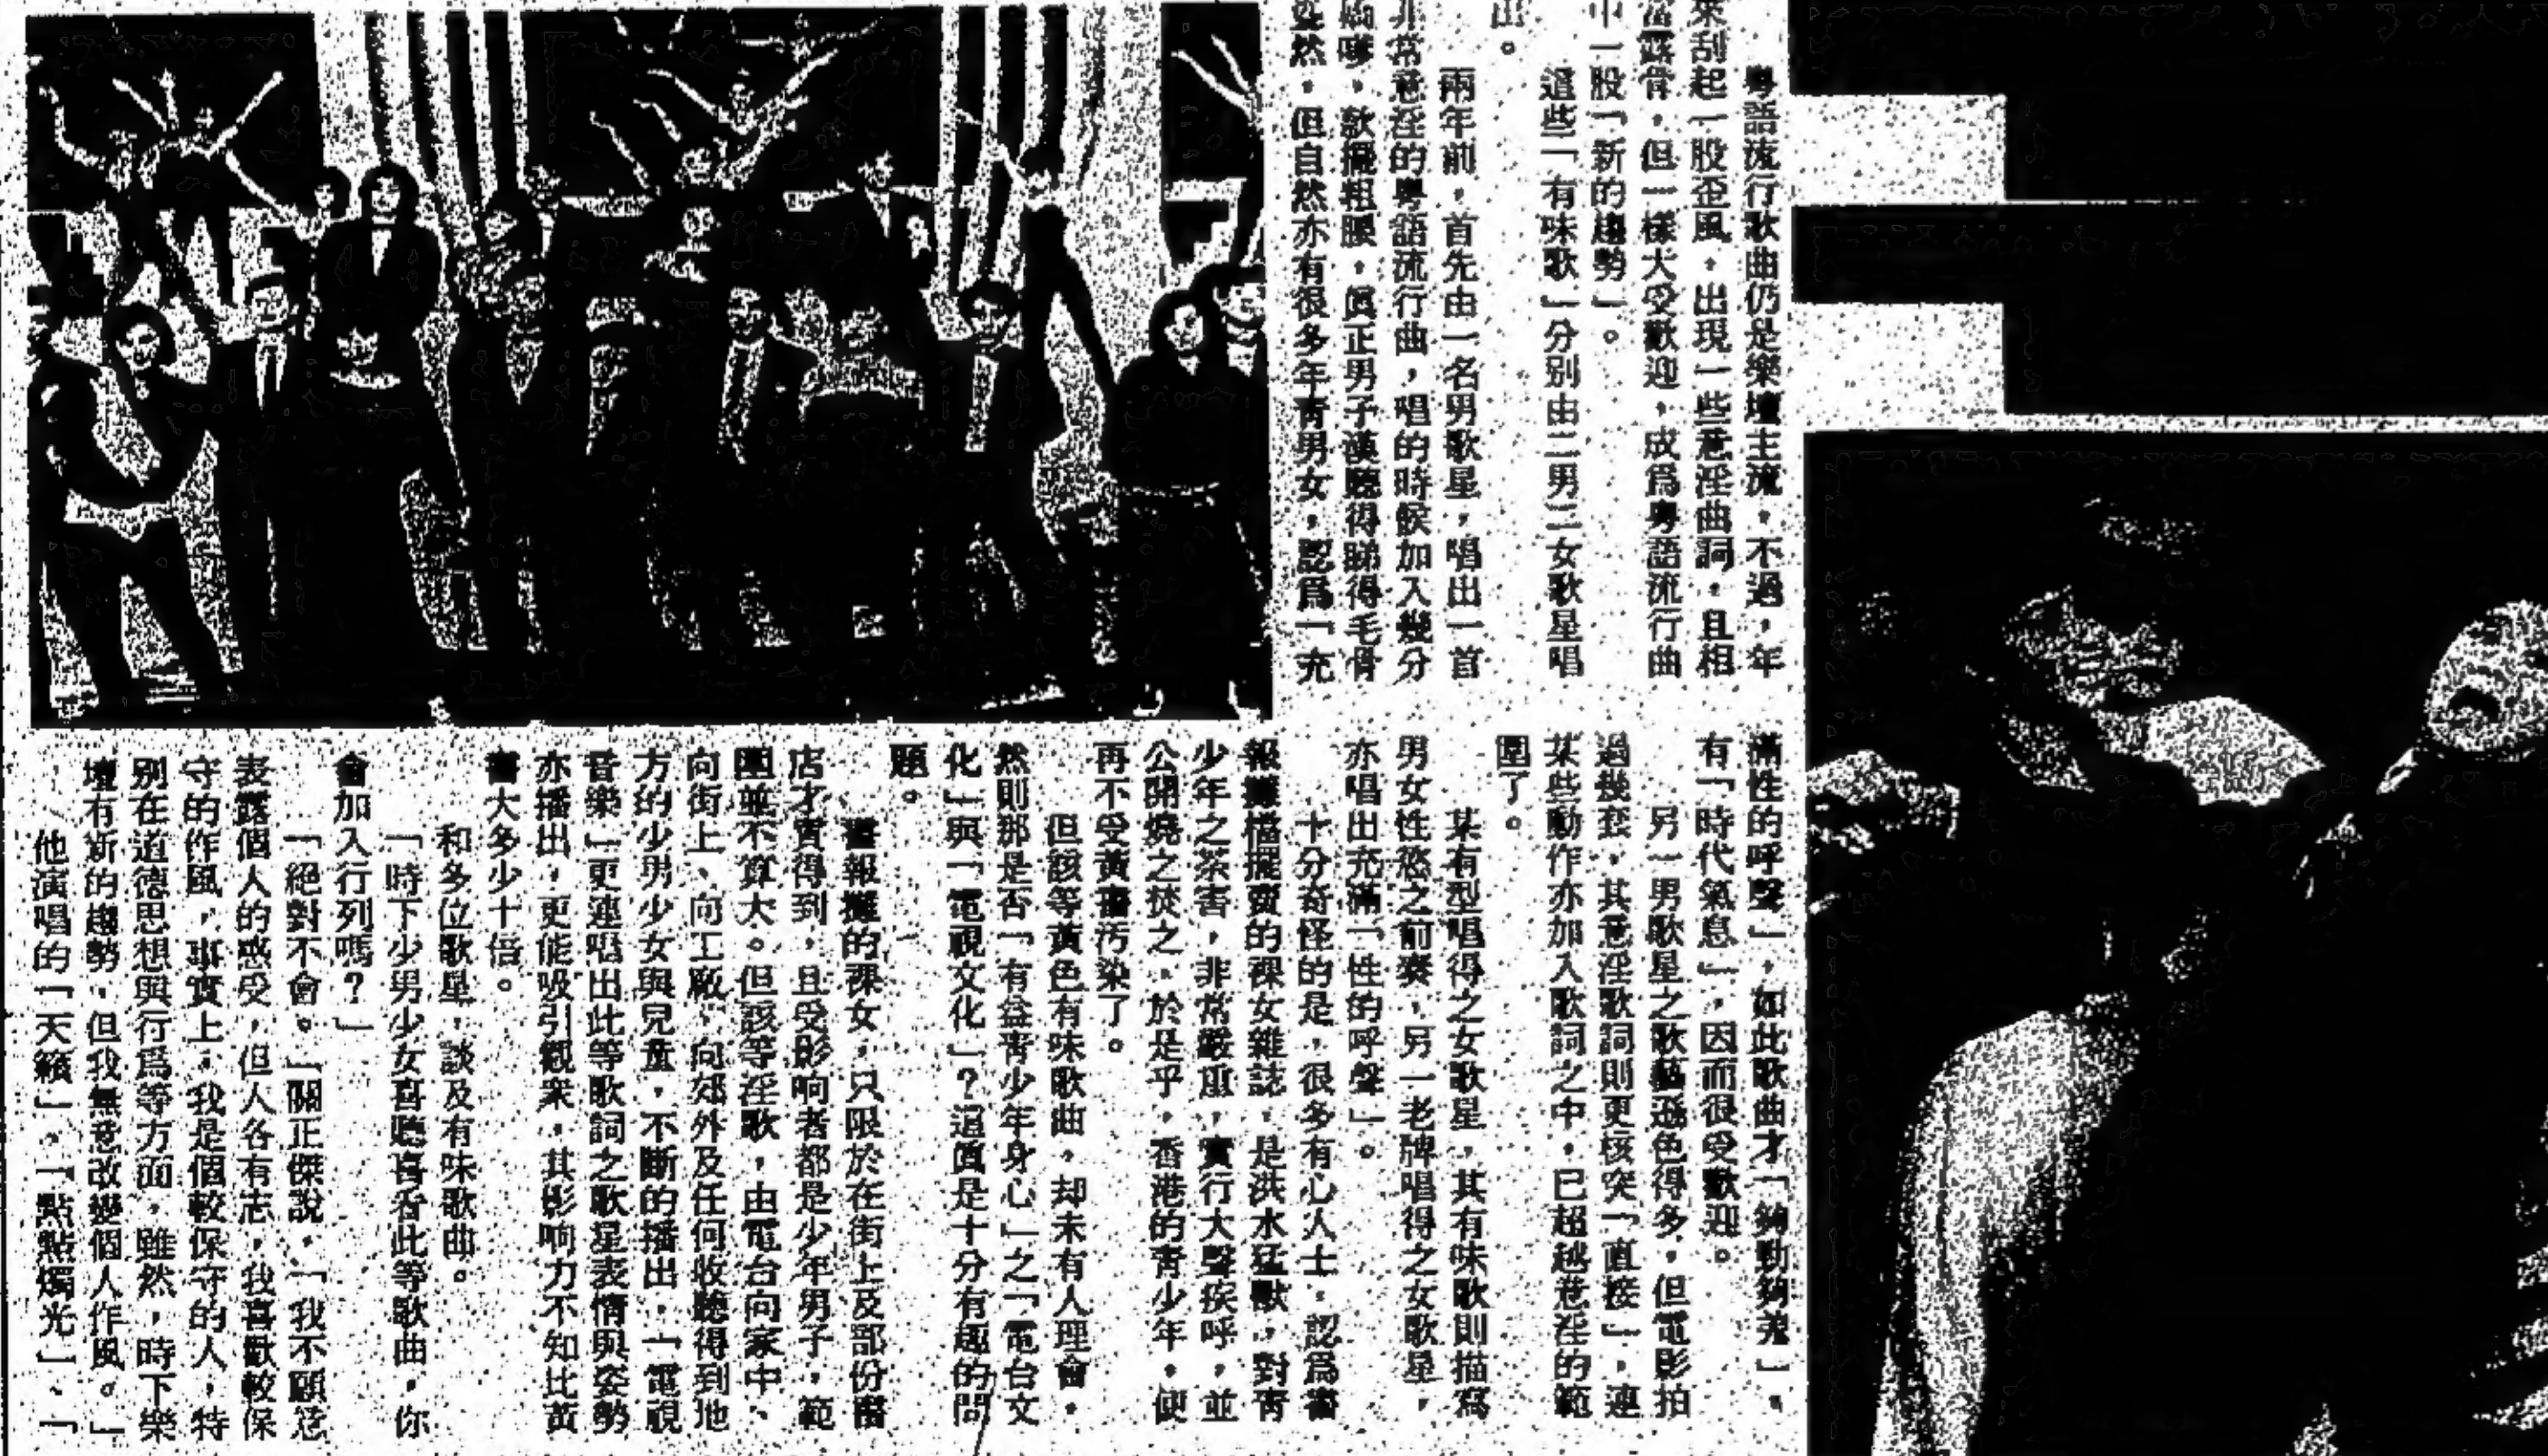 粵語流行歌曲仍是樂壇主流，不過，年
來刮起一股歪風，出現一些意淫曲詞，且相
當露骨，但一樣大受歡迎，成爲粵語流行曲
中一股「新的趨勢」。
這些「有味歌」分別由二男二女歌星唱
出。
兩年前，首先由一名男歌星，唱出一首
非常意淫的粵語流行曲，唱的時候加入幾分
嬌嗲，款擺粗腰，眞正男子漢聽得睇得毛骨
悚然，但自然亦有很多年靑男女，認爲「充
滿性的呼聲」，如此歌曲才「夠勁夠鬼」，
有「時代氣息」，因而很受歡迎。
另一男歌星之歌藝遜色得多，但電影拍
過幾套，其意淫歌詞則更核突「直接」，連
某些動作亦加入歌詞之中，已超越意淫的範
圍了。
某有型唱得之女歌星，其有味歌則描寫
男女性慾之前奏，另一老牌唱得之女歌星，
亦唱出充滿「性的呼聲」。
十分奇怪的是，很多有心人士，認爲書
報攤檔擺賣的裸女雜誌，是洪水猛獸，對靑
少年之荼害，非常嚴重，實行大聲疾呼，並
公開燒之焚之，於是乎，香港的靑少年，便
再不受黃書汚染了。
但該等黃色有味歌曲，却未有人理會，
然則那是否「有益靑少年身心」之「電台文
化」與「電視文化」？這眞是十分有趣的問
題。
書報攤的裸女，只限於在街上及部份書
店才買得到，且受影响者都是少年男子，範
圍並不算大。但該等淫歌，由電台向家中、
向街上、向工廠、向郊外及任何收聽得到地
方的少男少女與兒童，不斷的播出，「電視
音樂」更連唱出此等歌詞之歌星表情與姿勢
亦播出，更能吸引觀衆，其影响力不知比黃
書大多少十倍。
和多位歌星，談及有味歌曲。
「時下少男少女喜聽喜看此等歌曲，你
會加入行列嗎？」
「絕對不會。」關正傑說，「我不願意
表露個人的感受，但人各有志，我喜歡較保
守的作風，事實上，我是個較保守的人，特
別在道德思想與行爲等方面，雖然，時下樂
壇有新的趨勢，但我無意改變個人作風。」
他演唱的「天籟」，「點點燭光」、「